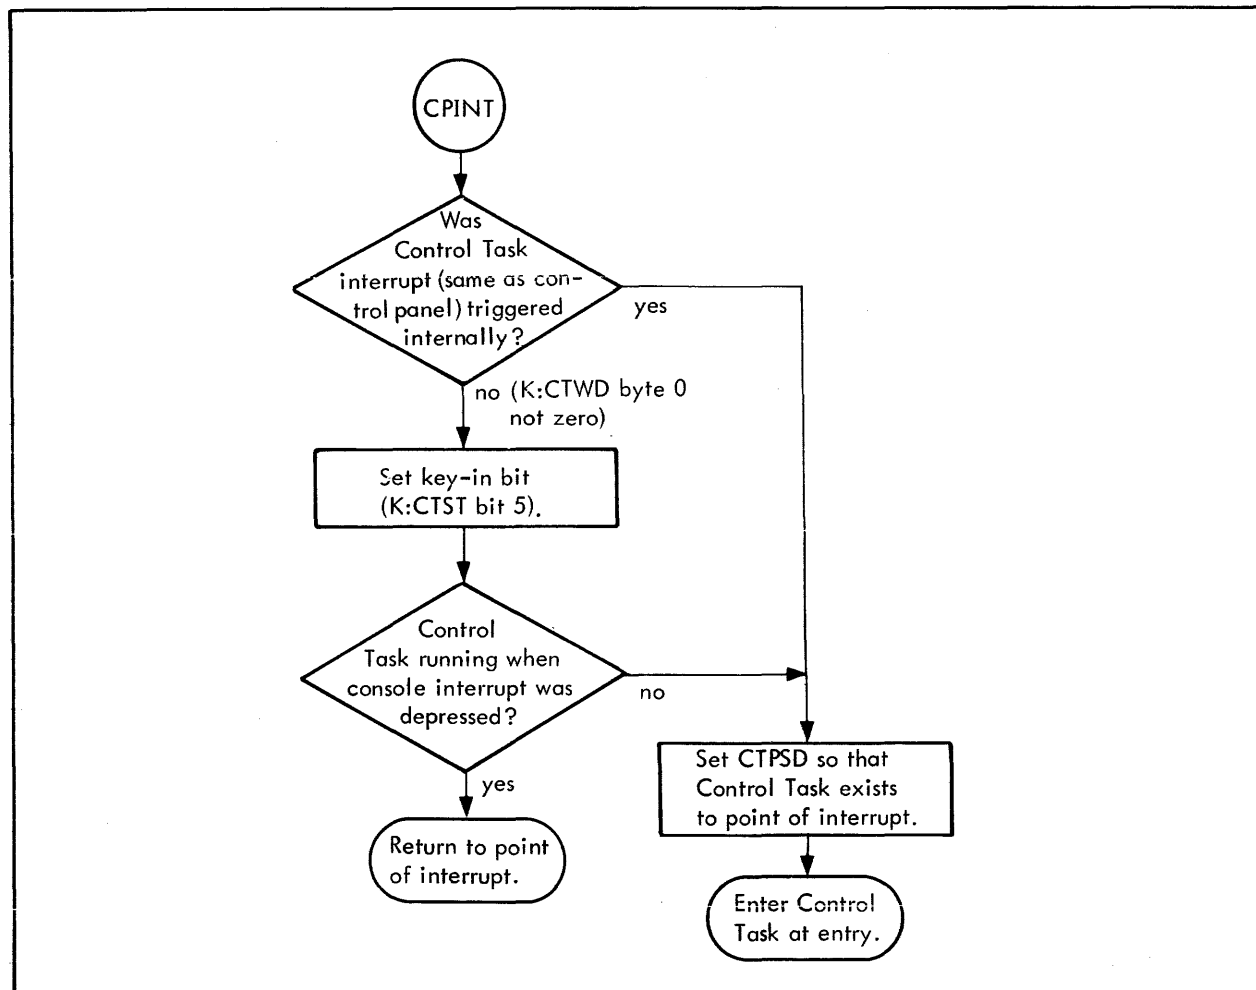 CPINT
Was
Control Task
interrupt (same as con-
trol panel) triggered
internally?
yes
no (K:CTWD byte 0
not zero)
Set key-in bit
(K:CTST bit 5).
Control
Task running when
console interrupt was
depressed?
no
yes
Return to point
of interrupt.
Set CTPSD so that
Control Task exists
to point of interrupt.
Enter Control
Task at entry.